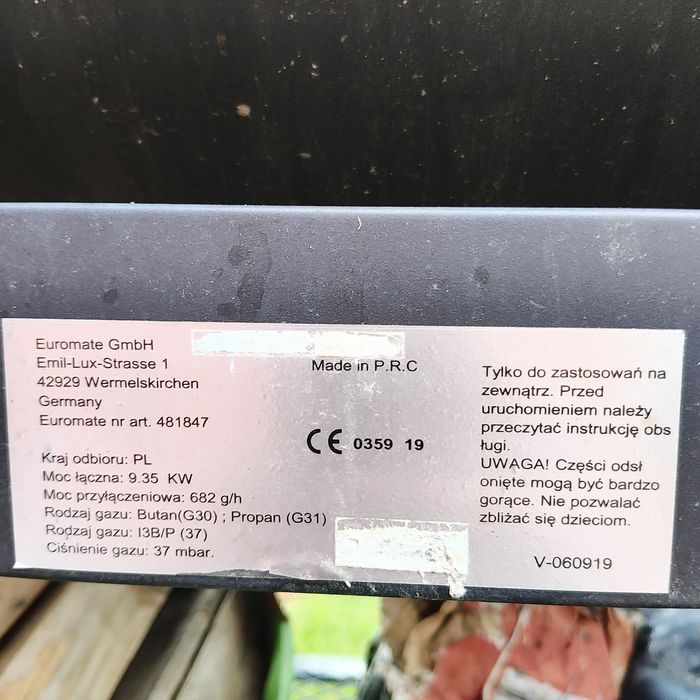 Euromate GmbH
Emil-Lux-Strasse 1
42929 Wermelskirchen
Germany
Euromate nr art. 481847
Kraj odbioru: PL
Moc łączna: 9.35 KW
Moc przyłączeniowa: 682 g/h
Rodzaj gazu: Butan(G30) ; Propan (G31)
Rodzaj gazu: I3B/P (37)
Ciśnienie gazu: 37 mbar.
Made in P.R.C
CE 0359 19
Tylko do zastosowań na
zewnątrz. Przed
uruchomieniem należy
przeczytać instrukcję obs
ługi.
UWAGA! Części odsł
onięte mogą być bardzo
gorące. Nie pozwalać
zbliżać się dzieciom.
V-060919